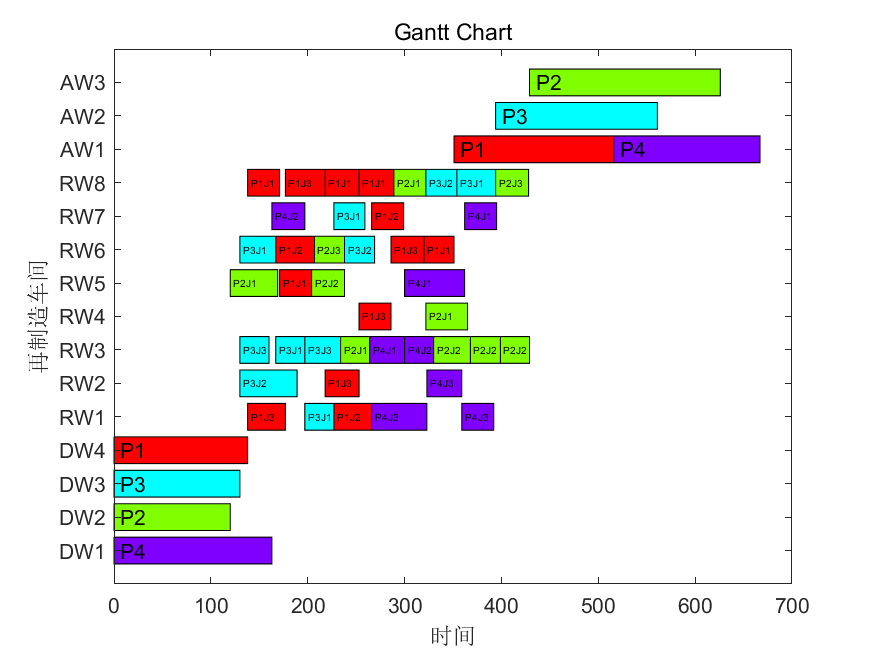 Gantt Chart
AW3 P2
AW2 P3
AW1 P1 P4
RW8 P1J1 P1J3 P1J1 P1J1 P2J1 P3J2 P3J1 P2J3
RW7 P4J2 P3J1 P1J2 P4J1
RW6 P3J1 P1J2 P2J3 P3J2 P1J3 P1J1
RW5 P2J1 P1J1 P2J2 P4J1
RW4 P1J3 P2J1
RW3 P3J3 P3J1 P3J3 P2J1 P4J1 P4J2 P2J2 P2J2 P2J2
RW2 P3J2 P1J3 P4J3
RW1 P1J3 P3J1 P1J2 P4J3 P4J3
DW4 P1
DW3 P3
DW2 P2
DW1 P4
0 100 200 300 400 500 600 700
时间
再制造车间